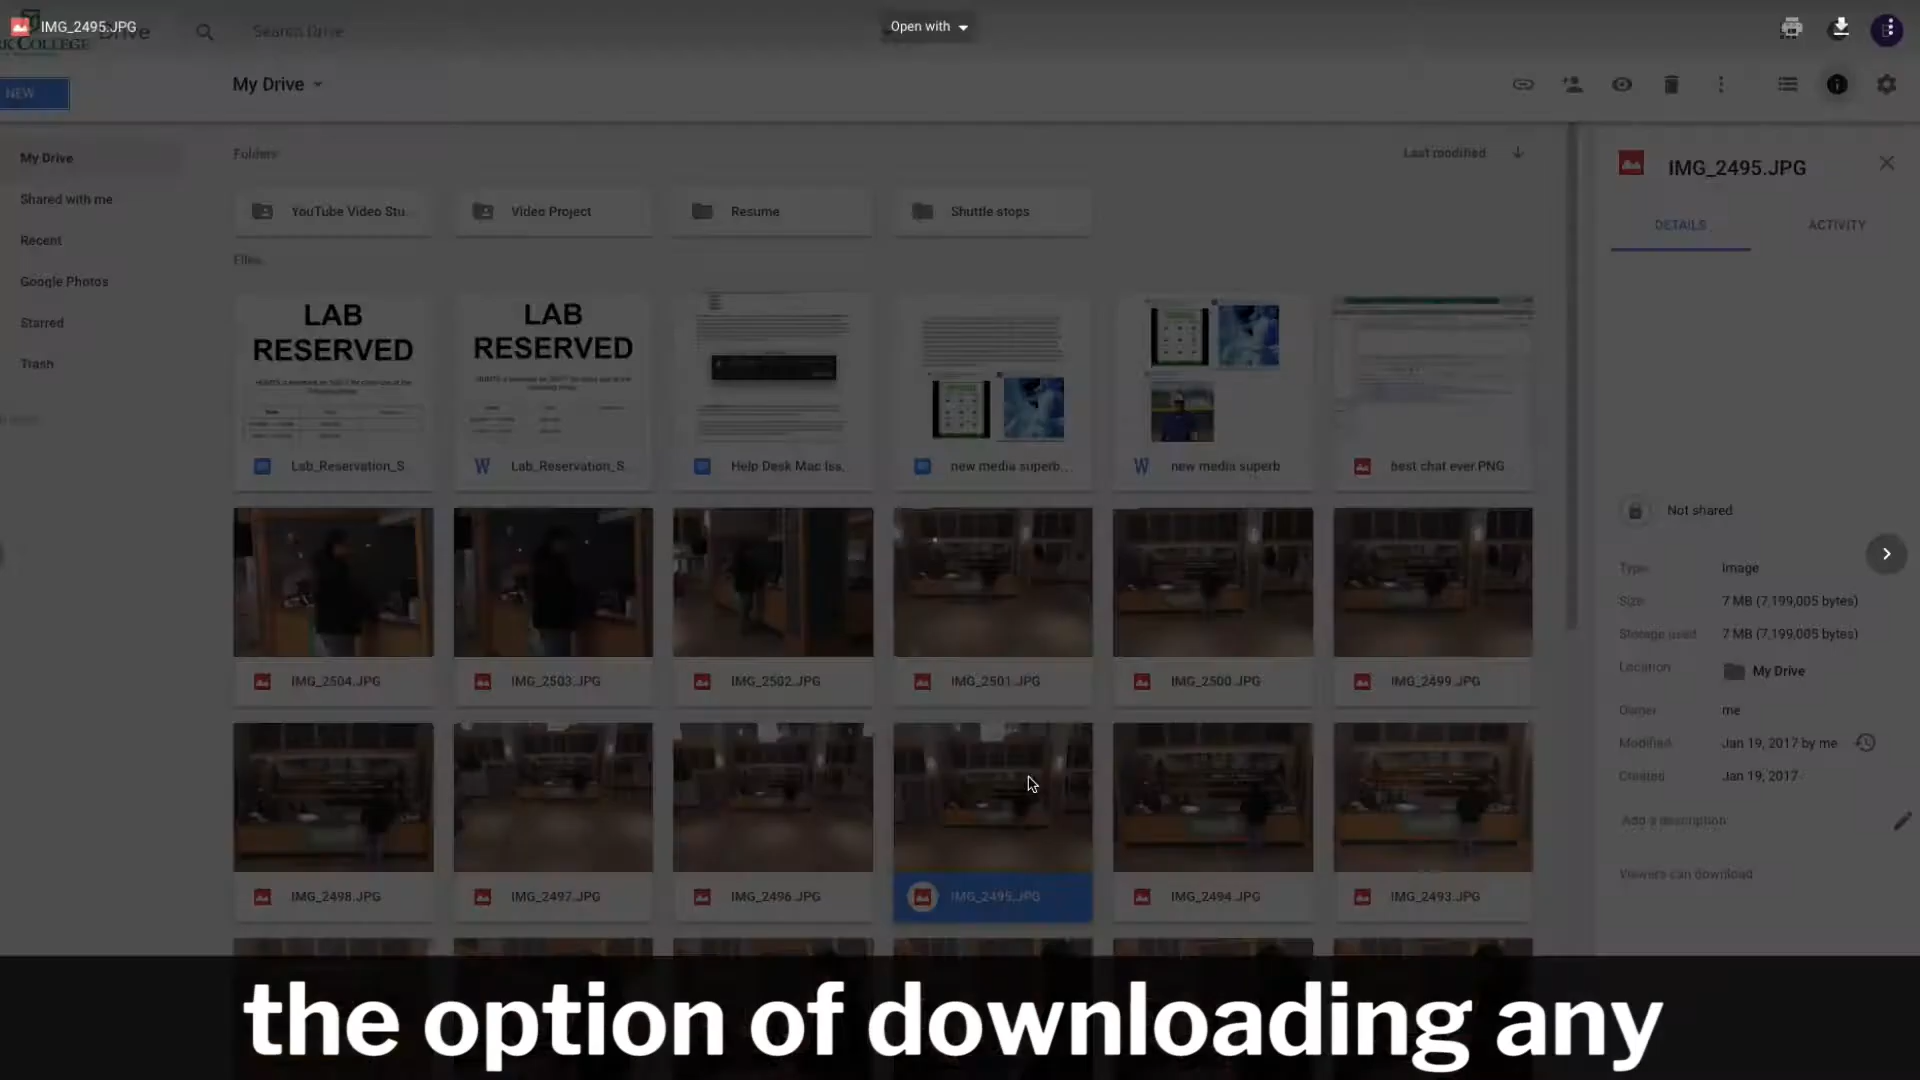 IMG_2495.JPG
Open with
Drive
Search Drive
NEW
My Drive
My Drive
Shared with me
Recent
Google Photos
Starred
Trash
Folders
Last modified
YouTube Video Stu...
Video Project
Resume
Shuttle stops
Files
LAB
RESERVED
LAB
RESERVED
Lab_Reservation_S...
Lab_Reservation_S...
Help Desk Mac Iss...
new media superb...
new media superb
best chat ever.PNG
IMG_2504.JPG
IMG_2503.JPG
IMG_2502.JPG
IMG_2501.JPG
IMG_2500.JPG
IMG_2499.JPG
IMG_2498.JPG
IMG_2497.JPG
IMG_2496.JPG
IMG_2495.JPG
IMG_2494.JPG
IMG_2493.JPG
IMG_2495.JPG
DETAILS
ACTIVITY
Not shared
Type Image
Size 7 MB (7,199,005 bytes)
Storage used 7 MB (7,199,005 bytes)
Location My Drive
Owner me
Modified Jan 19, 2017 by me
Created Jan 19, 2017
Add a description
Viewers can download
the option of downloading any